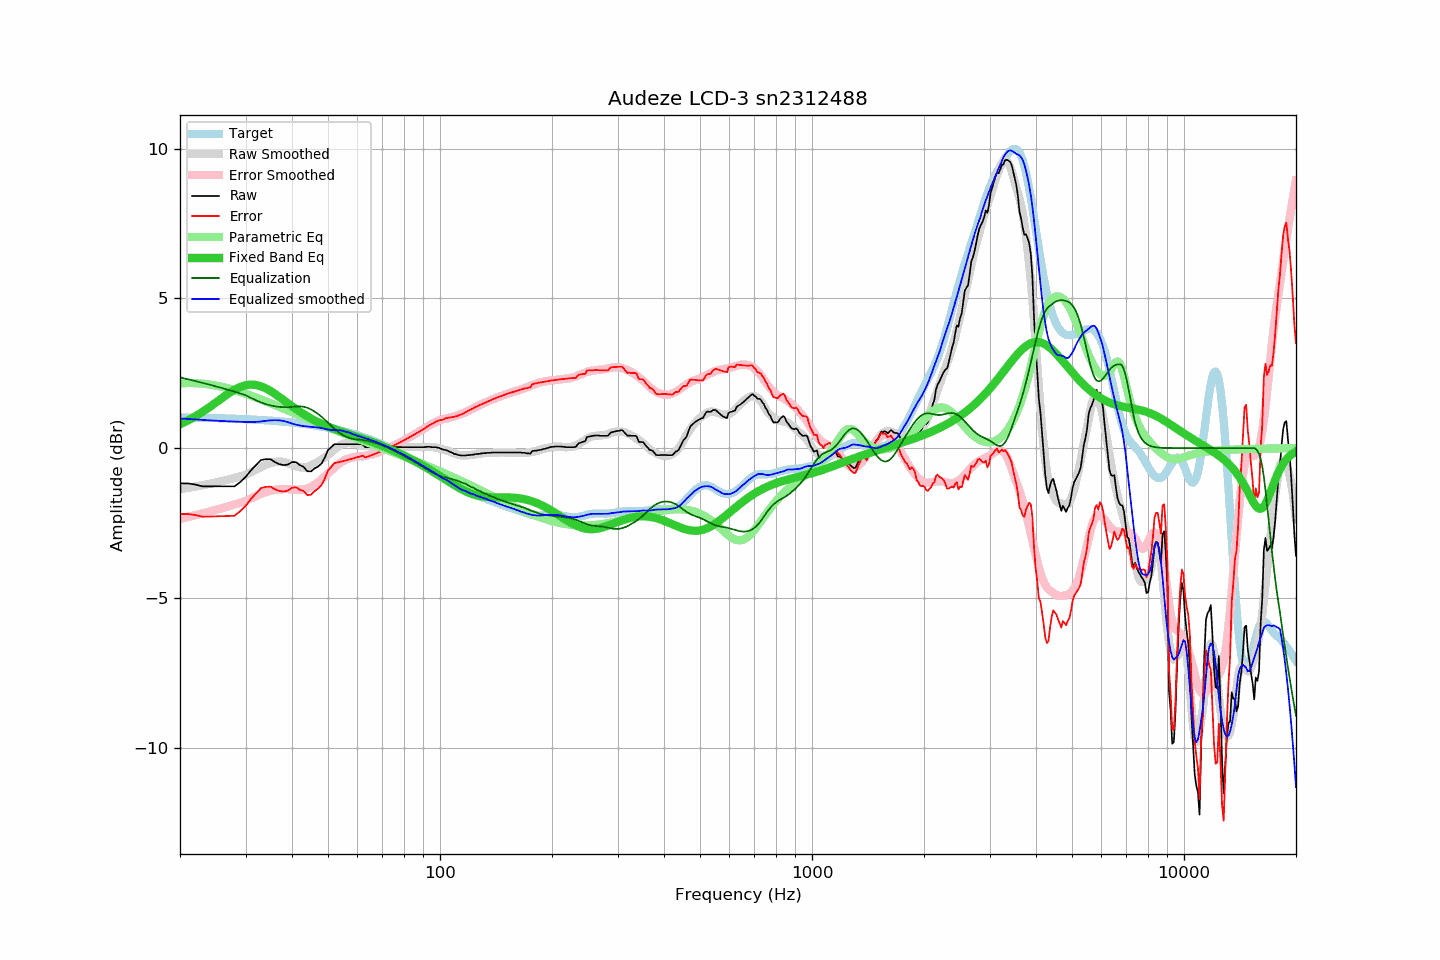 Audeze LCD-3 sn2312488
Target
Raw Smoothed
Error Smoothed
Raw
Error
Parametric Eq
Fixed Band Eq
Equalization
Equalized smoothed
10
5
0
−5
−10
Amplitude (dBr)
100
1000
10000
Frequency (Hz)